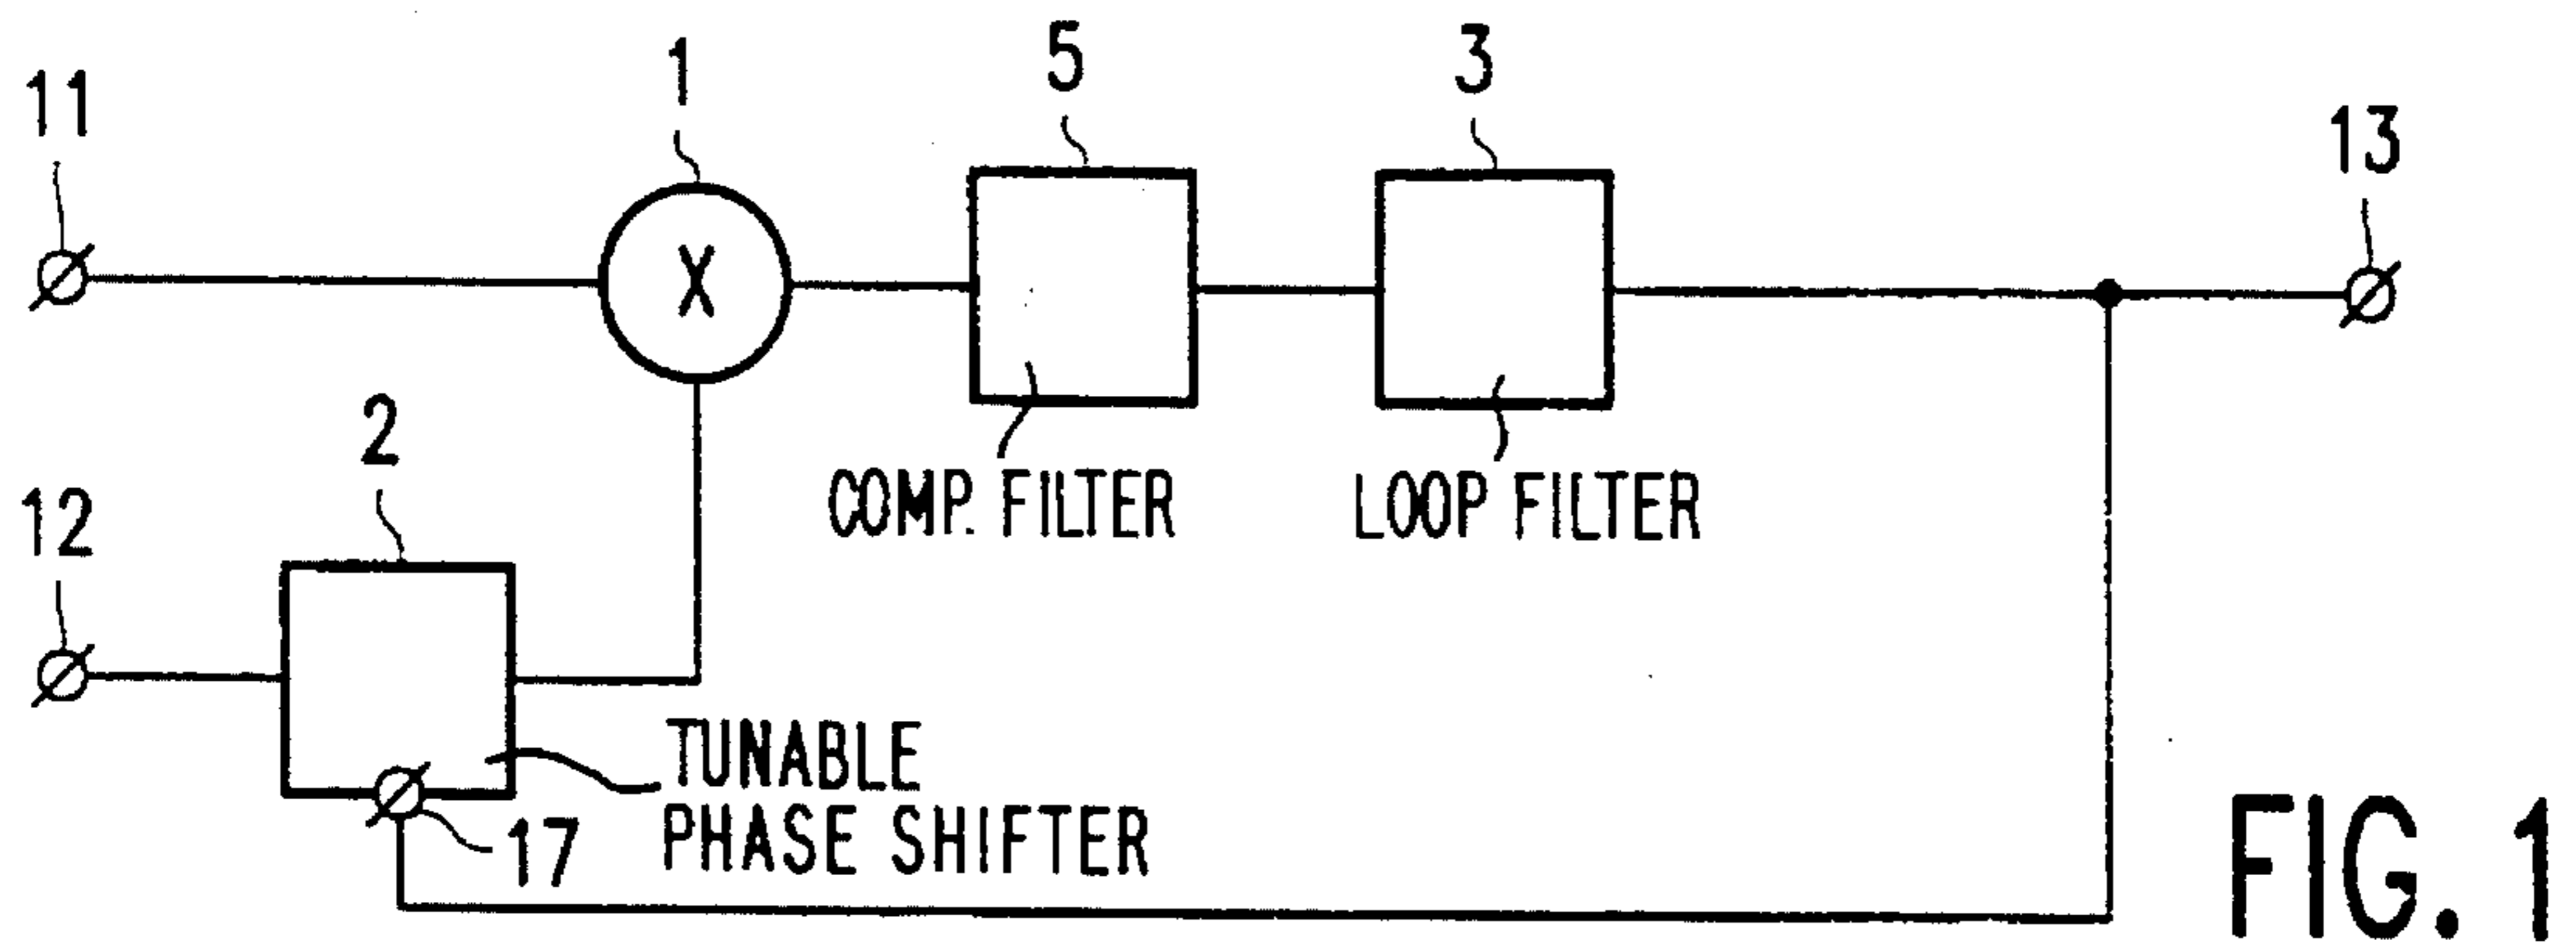 11
1
5
3
13
X
12
2
COMP. FILTER
LOOP FILTER
TUNABLE
PHASE SHIFTER
17
FIG. 1